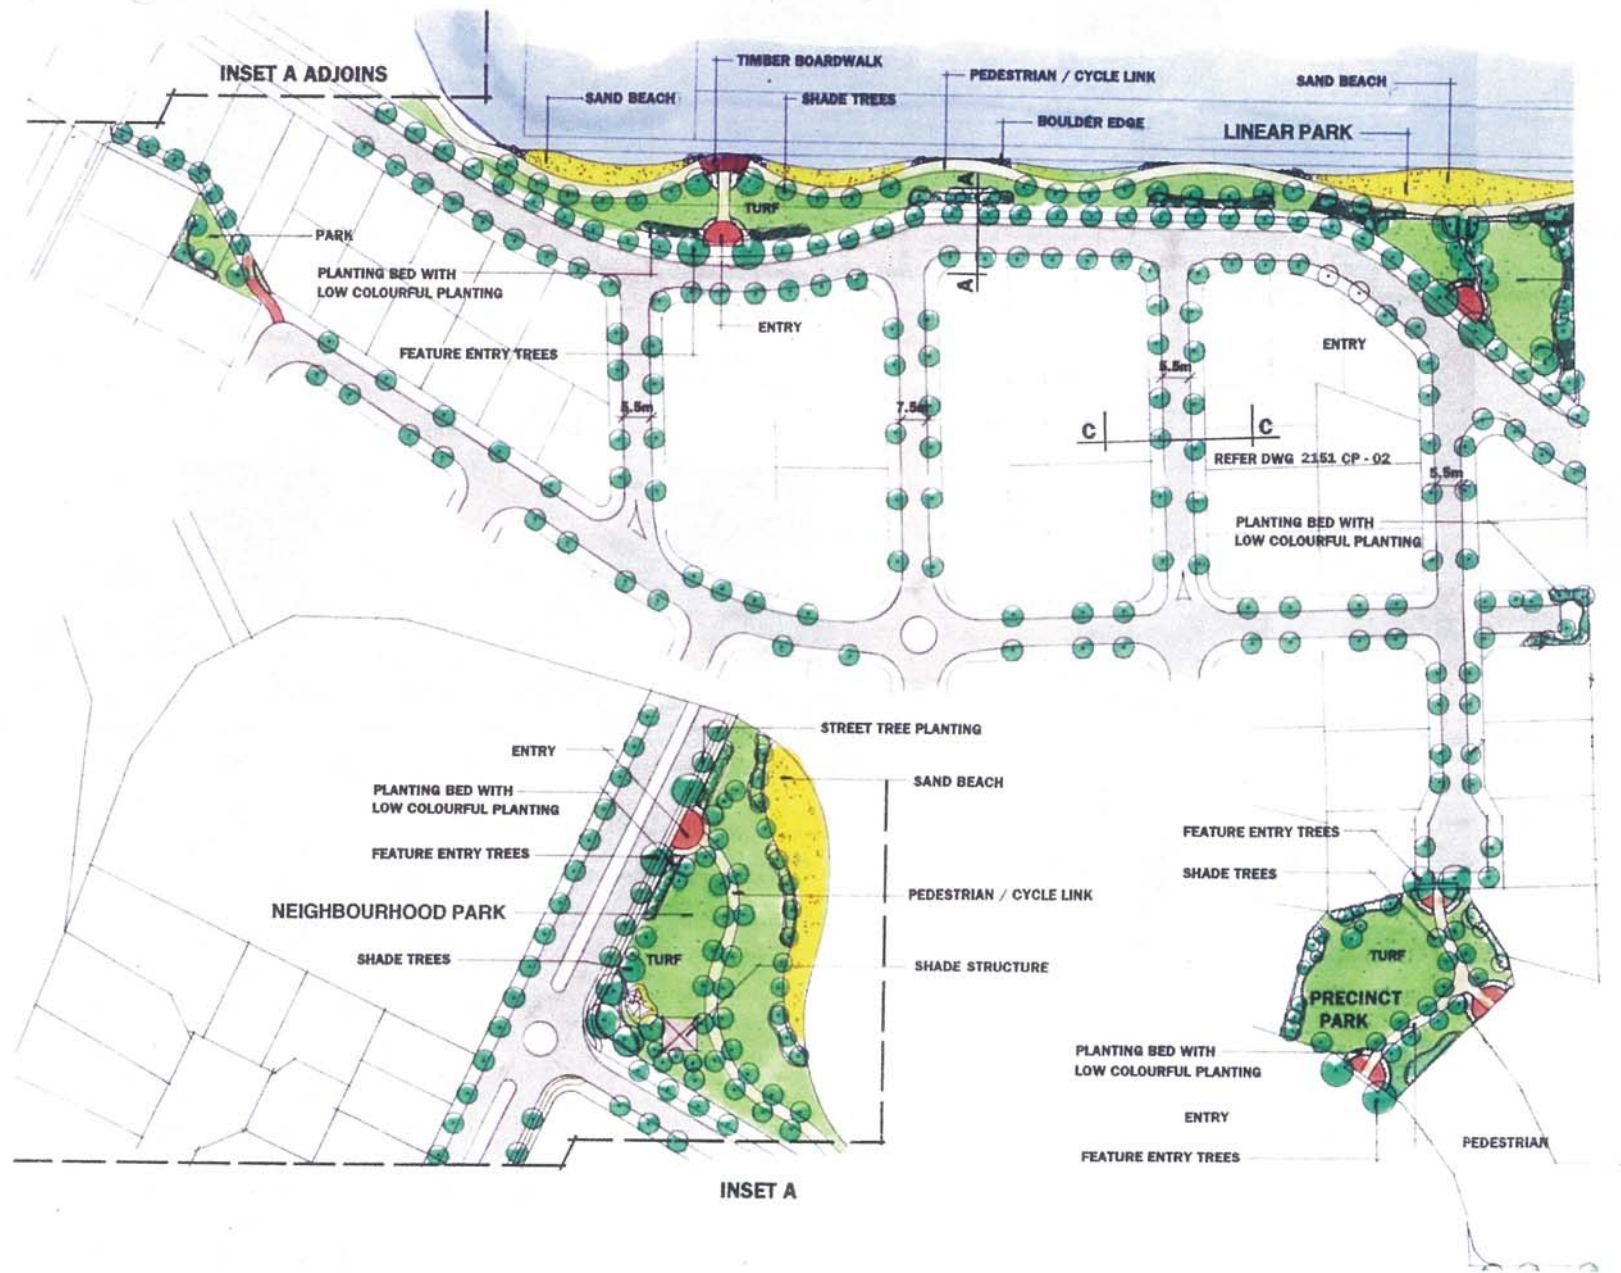 INSET A ADJOINS
TIMBER BOARDWALK
PEDESTRIAN / CYCLE LINK
SAND BEACH
SAND BEACH
SHADE TREES
BOULDER EDGE
LINEAR PARK
A
TURF
PARK
PLANTING BED WITH
LOW COLOURFUL PLANTING
A
ENTRY
ENTRY
FEATURE ENTRY TREES
5.5m
5.5m
7.5m
C
C
REFER DWG 2151 CP - 02
5.5m
PLANTING BED WITH
LOW COLOURFUL PLANTING
STREET TREE PLANTING
ENTRY
SAND BEACH
PLANTING BED WITH
LOW COLOURFUL PLANTING
FEATURE ENTRY TREES
FEATURE ENTRY TREES
SHADE TREES
PEDESTRIAN / CYCLE LINK
NEIGHBOURHOOD PARK
SHADE TREES
TURF
SHADE STRUCTURE
TURF
PRECINCT
PARK
PLANTING BED WITH
LOW COLOURFUL PLANTING
ENTRY
PEDESTRIAN
FEATURE ENTRY TREES
INSET A